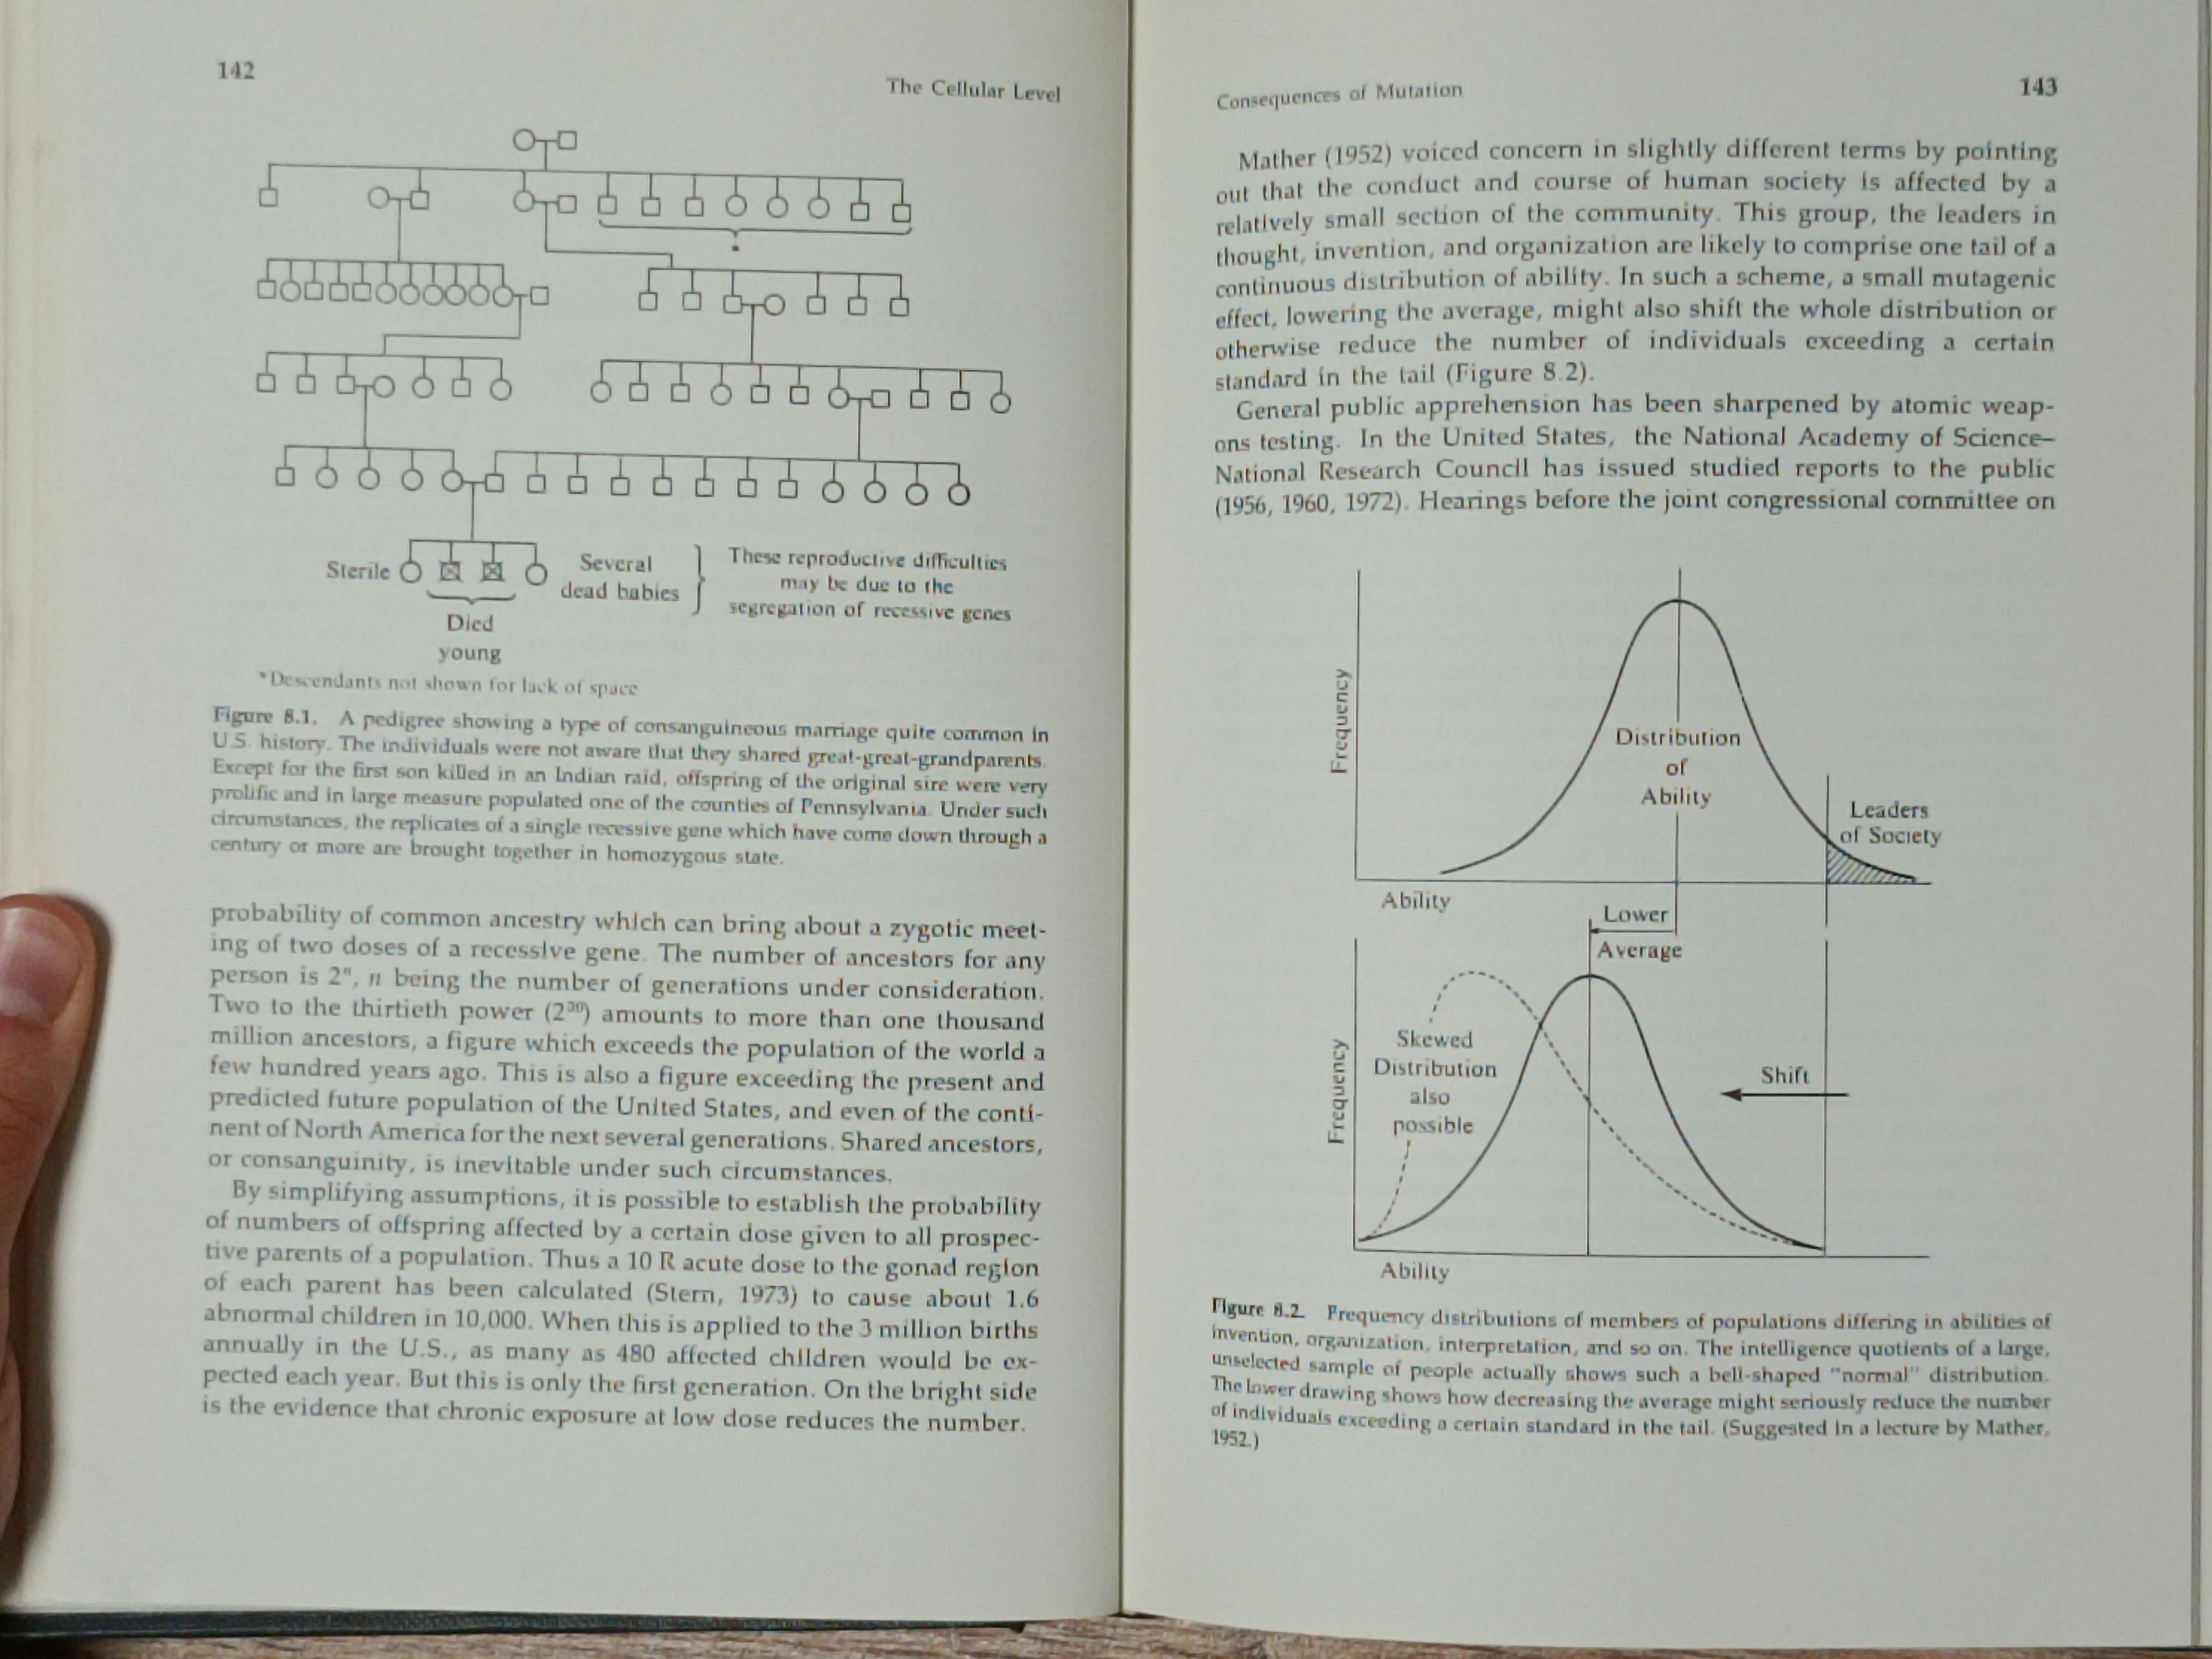 142
The Cellular Level
*
Sterile
Several
dead babies
These reproductive difficulties
may be due to the
segregation of recessive genes
Died
young
*Descendants not shown for lack of space
Figure 8.1. A pedigree showing a type of consanguineous marriage quite common in
U.S. history. The individuals were not aware that they shared great-great-grandparents.
Except for the first son killed in an Indian raid, offspring of the original sire were very
prolific and in large measure populated one of the counties of Pennsylvania. Under such
circumstances, the replicates of a single recessive gene which have come down through a
century or more are brought together in homozygous state.
probability of common ancestry which can bring about a zygotic meet-
ing of two doses of a recessive gene. The number of ancestors for any
person is 2ⁿ, n being the number of generations under consideration.
Two to the thirtieth power (2³⁰) amounts to more than one thousand
million ancestors, a figure which exceeds the population of the world a
few hundred years ago. This is also a figure exceeding the present and
predicted future population of the United States, and even of the conti-
nent of North America for the next several generations. Shared ancestors,
or consanguinity, is inevitable under such circumstances.
By simplifying assumptions, it is possible to establish the probability
of numbers of offspring affected by a certain dose given to all prospec-
tive parents of a population. Thus a 10 R acute dose to the gonad region
of each parent has been calculated (Stern, 1973) to cause about 1.6
abnormal children in 10,000. When this is applied to the 3 million births
annually in the U.S., as many as 480 affected children would be ex-
pected each year. But this is only the first generation. On the bright side
is the evidence that chronic exposure at low dose reduces the number.
Consequences of Mutation
143
Mather (1952) voiced concern in slightly different terms by pointing
out that the conduct and course of human society is affected by a
relatively small section of the community. This group, the leaders in
thought, invention, and organization are likely to comprise one tail of a
continuous distribution of ability. In such a scheme, a small mutagenic
effect, lowering the average, might also shift the whole distribution or
otherwise reduce the number of individuals exceeding a certain
standard in the tail (Figure 8.2).
General public apprehension has been sharpened by atomic weap-
ons testing. In the United States, the National Academy of Science–
National Research Council has issued studied reports to the public
(1956, 1960, 1972). Hearings before the joint congressional committee on
Frequency
Distribution
of
Ability
Leaders
of Society
Ability
Lower
Average
Frequency
Skewed
Distribution
also
possible
Shift
Ability
Figure 8.2 Frequency distributions of members of populations differing in abilities of
invention, organization, interpretation, and so on. The intelligence quotients of a large,
unselected sample of people actually shows such a bell-shaped "normal" distribution.
The lower drawing shows how decreasing the average might seriously reduce the number
of individuals exceeding a certain standard in the tail. (Suggested in a lecture by Mather,
1952.)